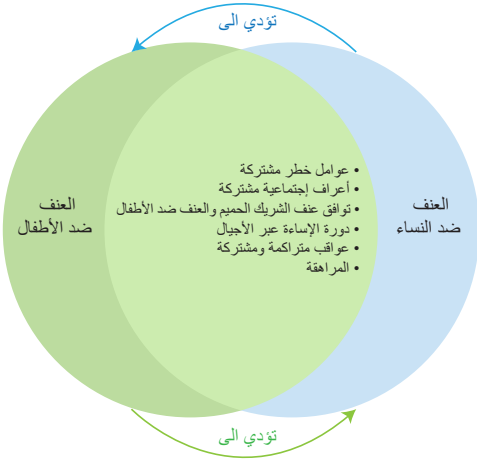 تؤدي الى
العنف
ضد النساء
• عوامل خطر مشتركة
• أعراف إجتماعية مشتركة
• توافق عنف الشريك الحميم والعنف ضد الأطفال
• دورة الإساءة عبر الأجيال
• عواقب متراكمة ومشتركة
• المراهقة
العنف
ضد الأطفال
تؤدي الى